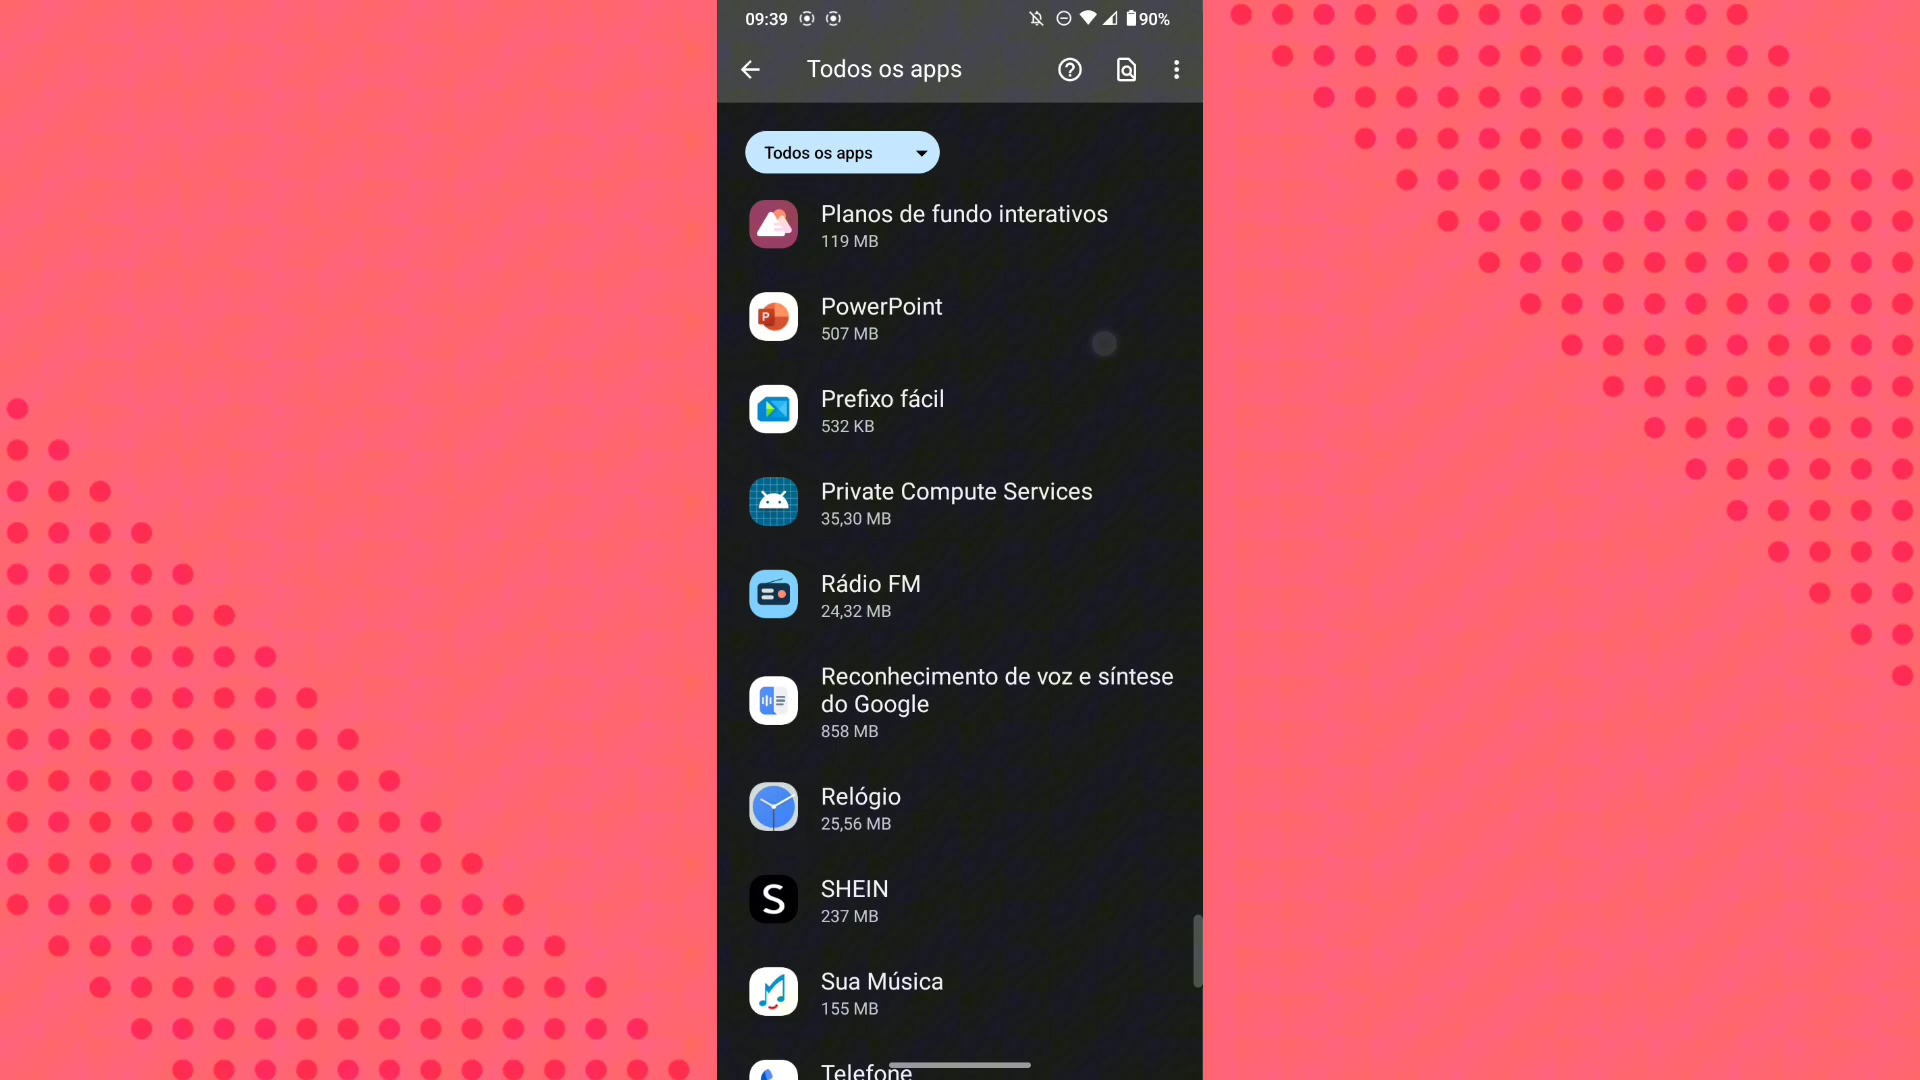 09:39
90%
Todos os apps
Todos os apps
Planos de fundo interativos
119 MB
P
PowerPoint
507 MB
Prefixo fácil
532 KB
Private Compute Services
35,30 MB
Rádio FM
24,32 MB
Reconhecimento de voz e síntese
do Google
858 MB
Relógio
25,56 MB
S
SHEIN
237 MB
Sua Música
155 MB
Telefone